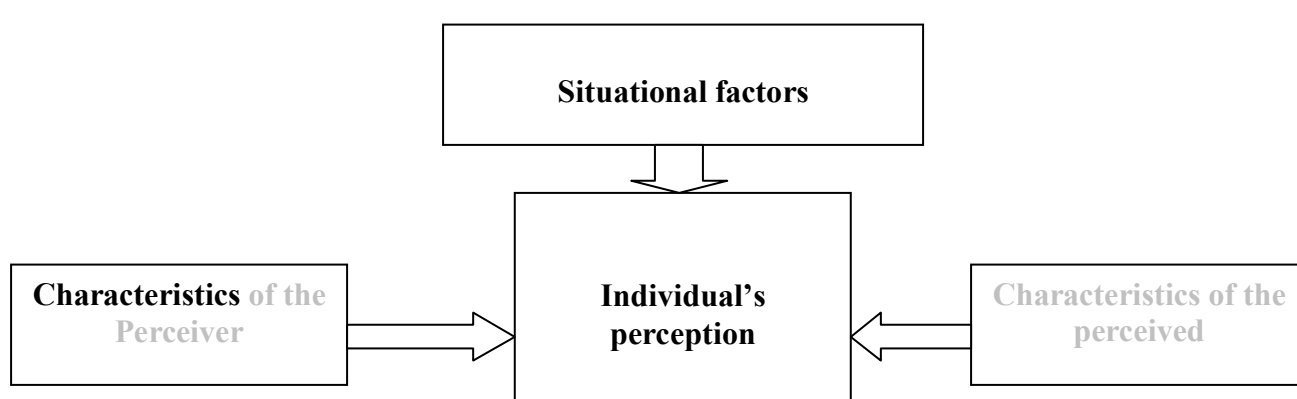 Situational factors
Characteristics of the
Perceiver
Individual’s
perception
Characteristics of the
perceived